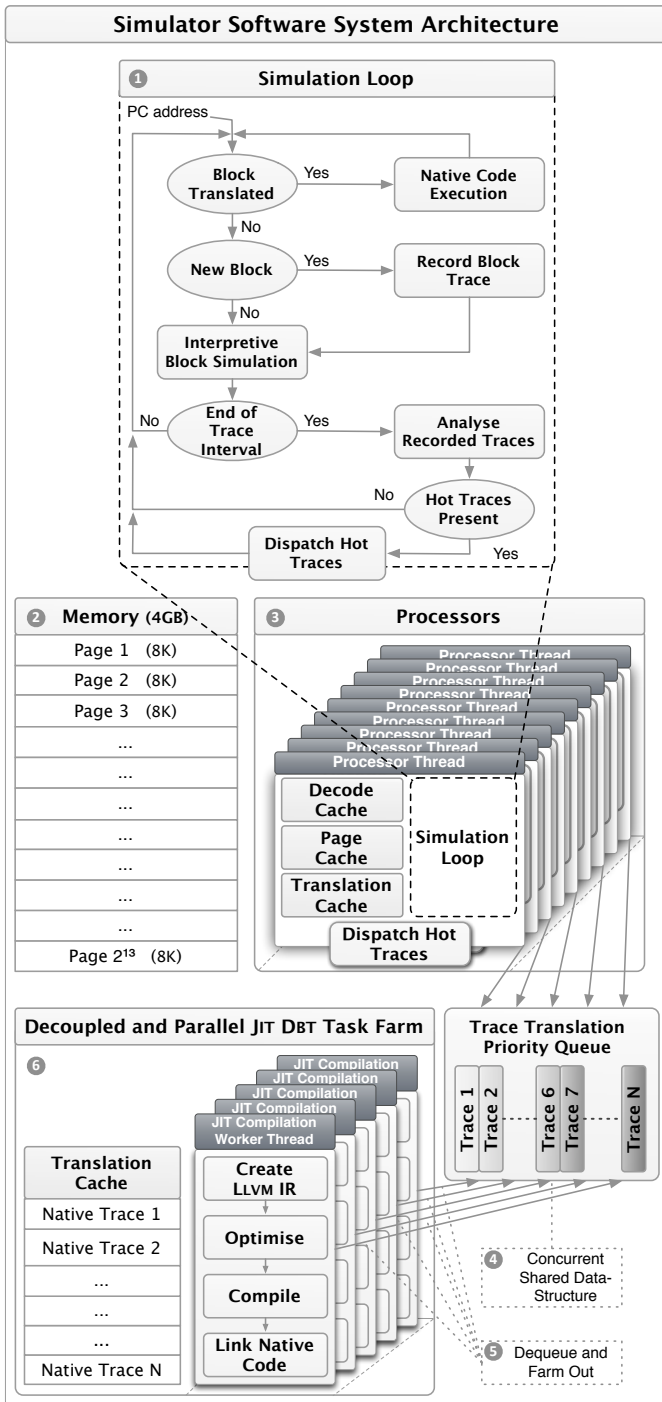 Simulator Software System Architecture
1 Simulation Loop
PC address
Block
Translated
Yes
Native Code
Execution
No
New Block
Yes
Record Block
Trace
No
Interpretive
Block Simulation
No
End of
Trace
Interval
Yes
Analyse
Recorded Traces
No
Hot Traces
Present
Yes
Dispatch Hot
Traces
2 Memory (4GB)
Page 1 (8K)
Page 2 (8K)
Page 3 (8K)
...
...
...
...
...
...
...
Page 2¹³ (8K)
3 Processors
Processor Thread
Processor Thread
Processor Thread
Processor Thread
Processor Thread
Processor Thread
Processor Thread
Processor Thread
Processor Thread
Decode
Cache
Page
Cache
Translation
Cache
Simulation
Loop
Dispatch Hot
Traces
Decoupled and Parallel JIT DBT Task Farm
6
Translation
Cache
Native Trace 1
Native Trace 2
...
...
...
Native Trace N
JIT Compilation
JIT Compilation
JIT Compilation
JIT Compilation
JIT Compilation
Worker Thread
Create
LLVM IR
Optimise
Compile
Link Native
Code
Trace Translation
Priority Queue
Trace 1
Trace 2
Trace 6
Trace 7
Trace N
4 Concurrent
Shared Data-
Structure
5 Dequeue and
Farm Out